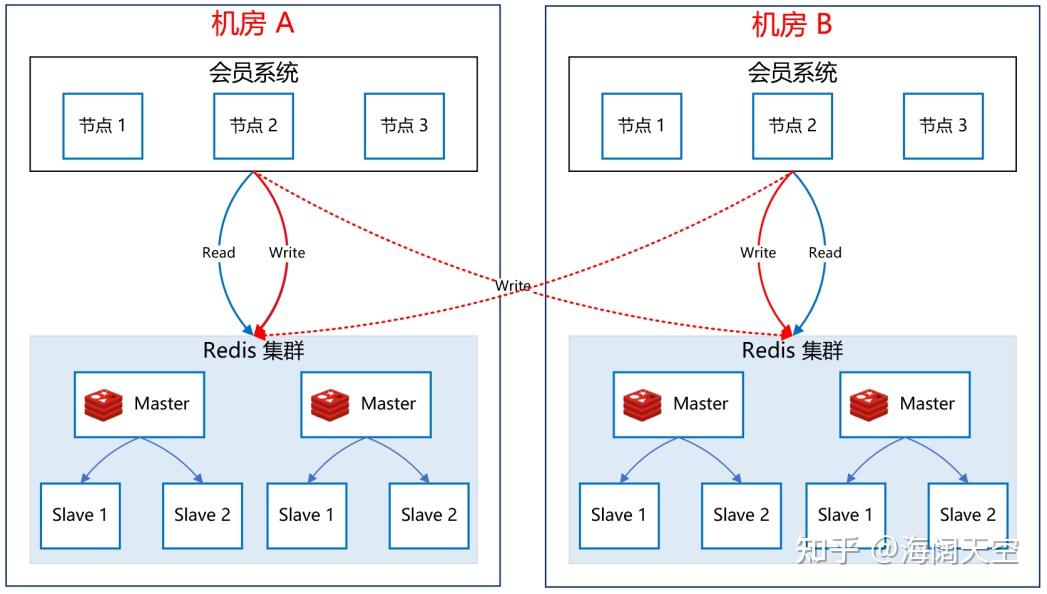 机房 A
会员系统
节点 1
节点 2
节点 3
Read
Write
Redis 集群
Master
Master
Slave 1
Slave 2
Slave 1
Slave 2
Write
机房 B
会员系统
节点 1
节点 2
节点 3
Write
Read
Redis 集群
Master
Master
Slave 1
Slave 2
Slave 1
Slave 2
知乎 @海阔天空